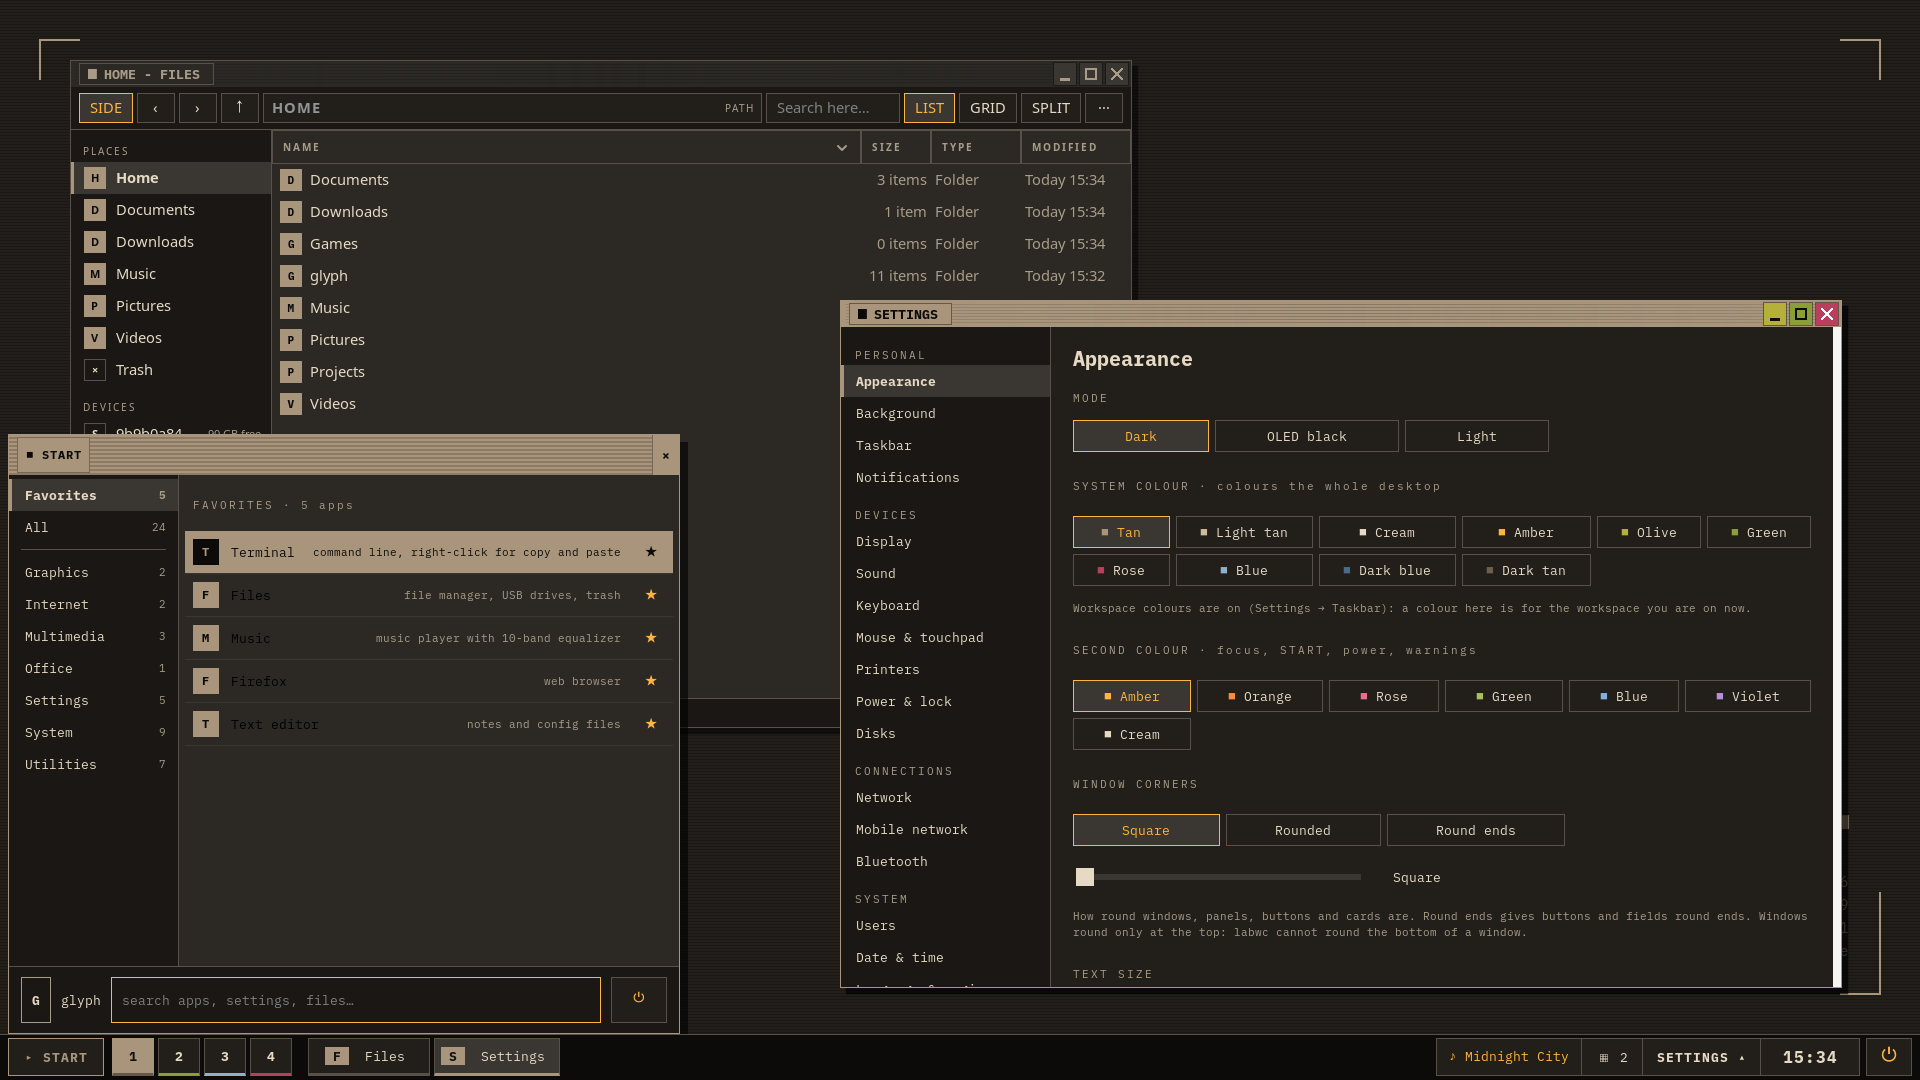 HOME - FILES
SIDE ‹ › ↑ HOME PATH Search here... LIST GRID SPLIT ···
PLACES
H Home
D Documents
D Downloads
M Music
P Pictures
V Videos
× Trash
DEVICES
NAME SIZE TYPE MODIFIED
D Documents 3 items Folder Today 15:34
D Downloads 1 item Folder Today 15:34
G Games 0 items Folder Today 15:34
G glyph 11 items Folder Today 15:32
M Music
P Pictures
P Projects
V Videos
START ×
Favorites 5
All 24
Graphics 2
Internet 2
Multimedia 3
Office 1
Settings 5
System 9
Utilities 7
FAVORITES · 5 apps
T Terminal command line, right-click for copy and paste ★
F Files file manager, USB drives, trash ★
M Music music player with 10-band equalizer ★
F Firefox web browser ★
T Text editor notes and config files ★
G glyph search apps, settings, files…
SETTINGS
PERSONAL
Appearance
Background
Taskbar
Notifications
DEVICES
Display
Sound
Keyboard
Mouse & touchpad
Printers
Power & lock
Disks
CONNECTIONS
Network
Mobile network
Bluetooth
SYSTEM
Users
Date & time
Appearance
MODE
Dark OLED black Light
SYSTEM COLOUR · colours the whole desktop
Tan Light tan Cream Amber Olive Green
Rose Blue Dark blue Dark tan
Workspace colours are on (Settings → Taskbar): a colour here is for the workspace you are on now.
SECOND COLOUR · focus, START, power, warnings
Amber Orange Rose Green Blue Violet
Cream
WINDOW CORNERS
Square Rounded Round ends
Square
How round windows, panels, buttons and cards are. Round ends gives buttons and fields round ends. Windows
round only at the top: labwc cannot round the bottom of a window.
TEXT SIZE
▸ START 1 2 3 4 F Files S Settings ♪ Midnight City ▦ 2 SETTINGS ▴ 15:34